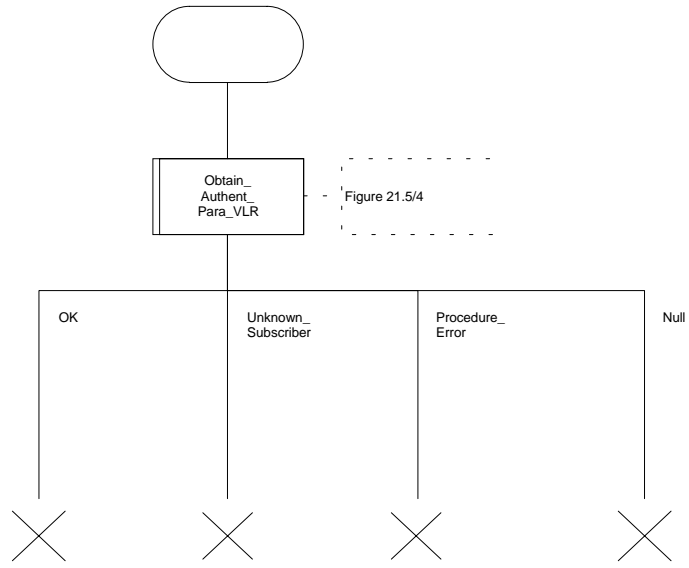 Obtain_
Authent_
Para_VLR
Figure 21.5/4
OK
Unknown_
Subscriber
Procedure_
Error
Null